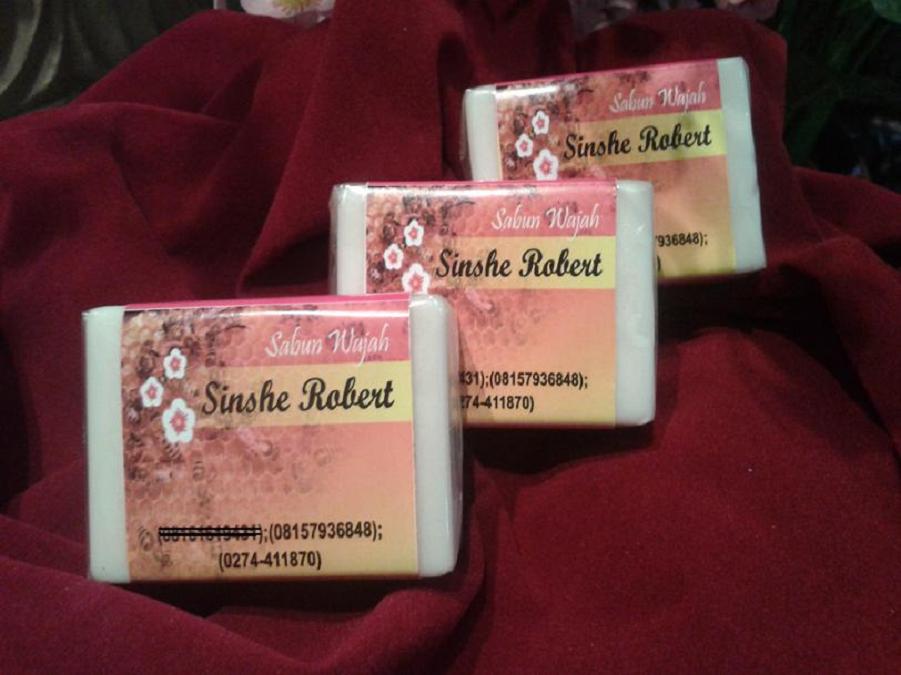 Sabun Wajah
Sinshe Robert
7936848);
)
Sabun Wajah
Sinshe Robert
431);(08157936848);
274-411870)
Sabun Wajah
Sinshe Robert
;(08157936848);
(0274-411870)